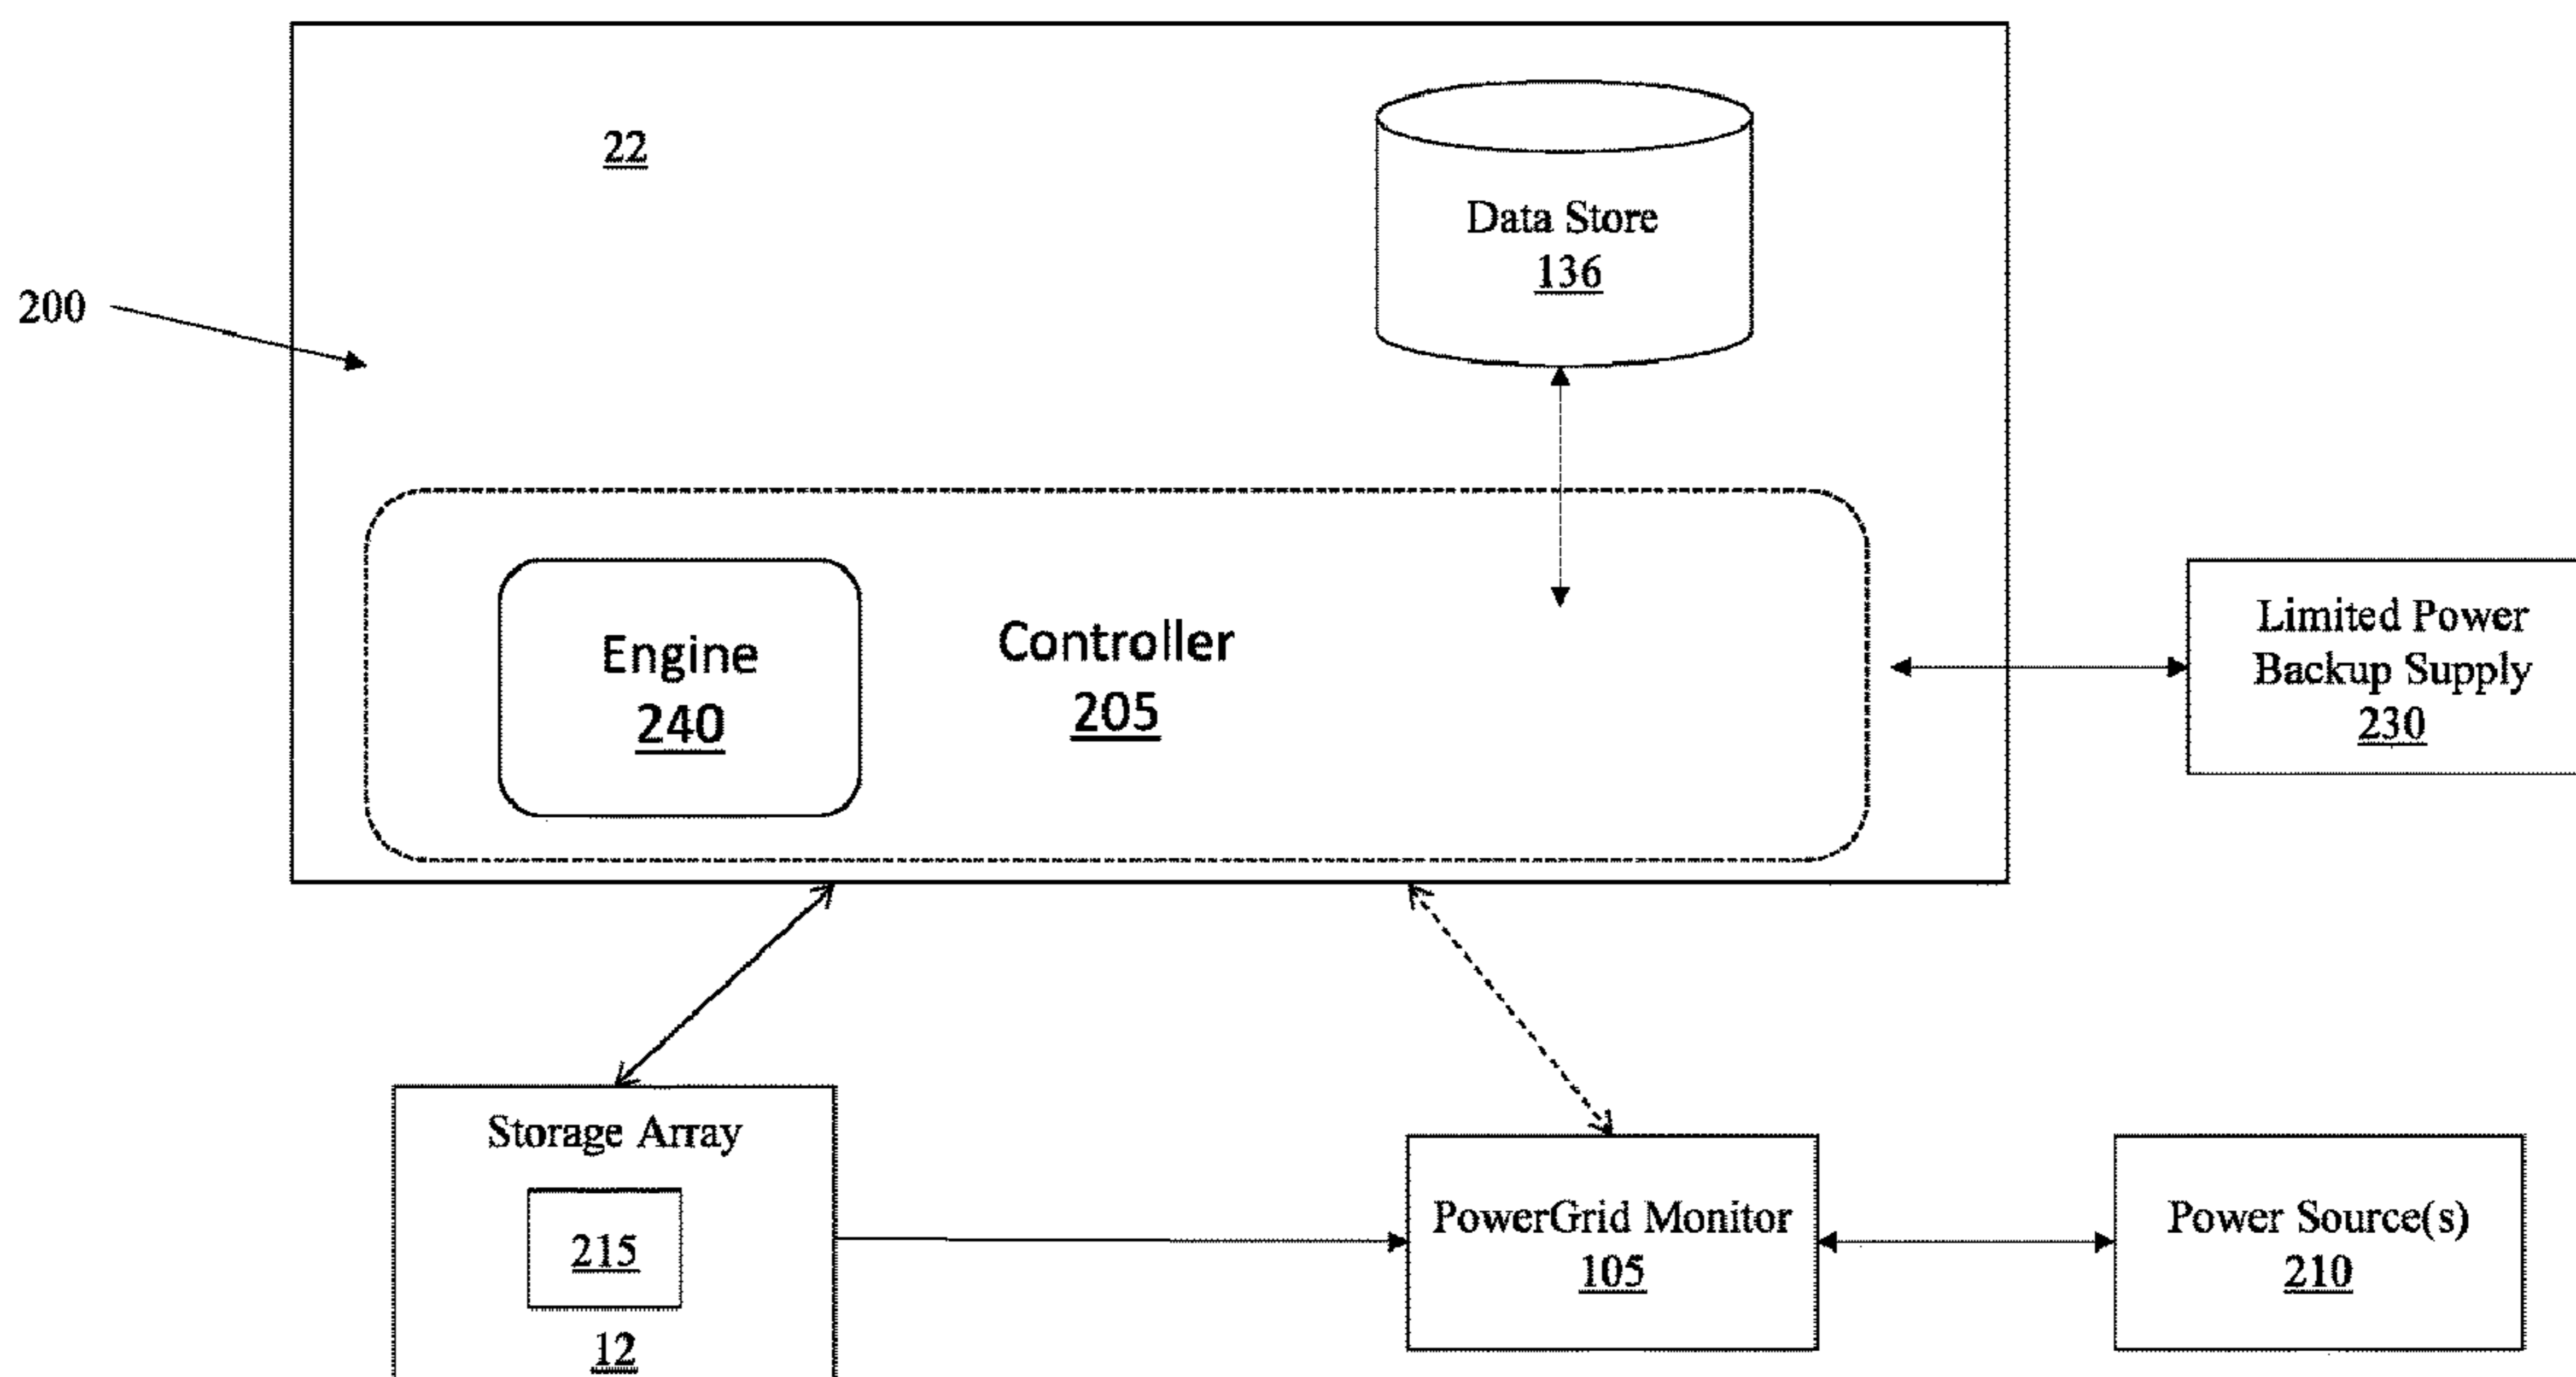 22
Data Store
136
200
Engine
240
Controller
205
Limited Power
Backup Supply
230
Storage Array
215
12
PowerGrid Monitor
105
Power Source(s)
210